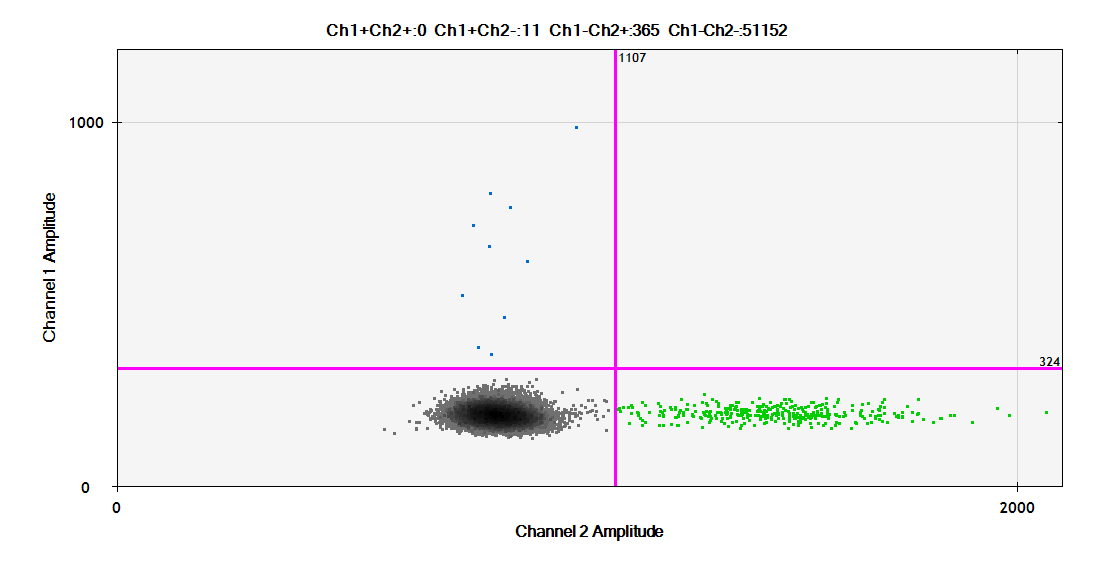 Ch1+Ch2+:0 Ch1+Ch2-:11 Ch1-Ch2+:365 Ch1-Ch2-:51152
1107
1000
Channel 1 Amplitude
324
0
0 2000
Channel 2 Amplitude